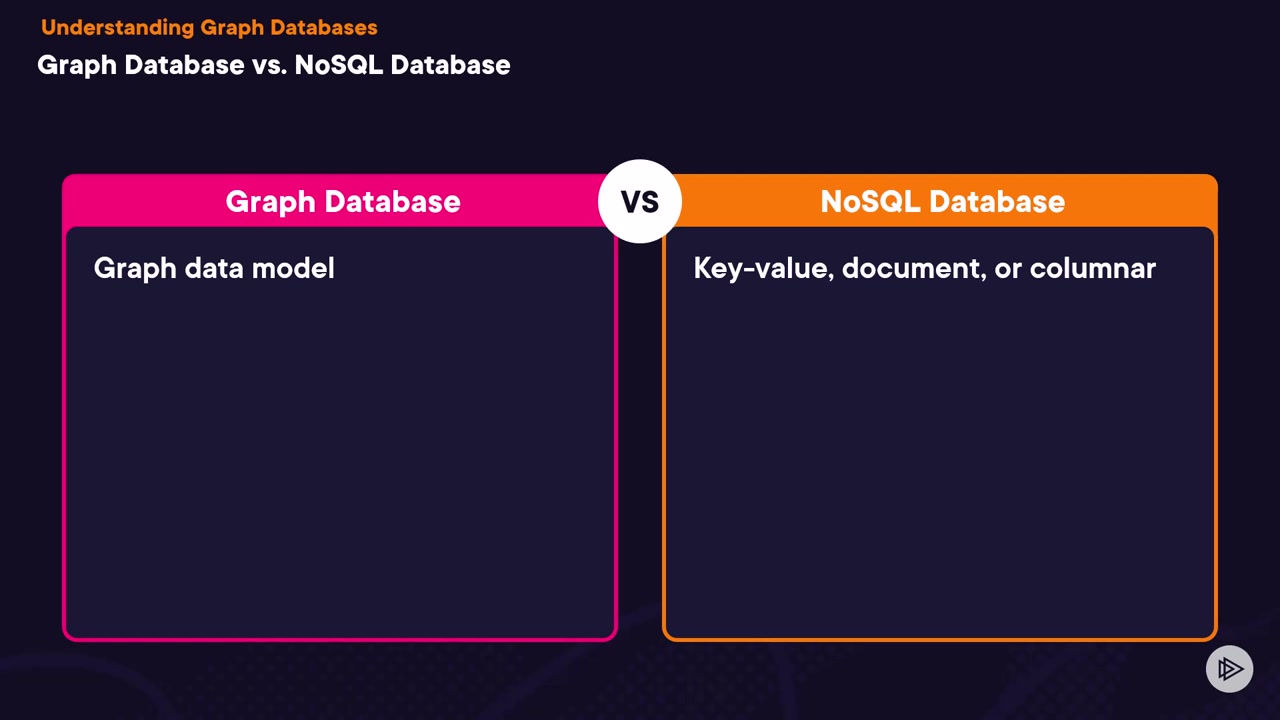 Understanding Graph Databases
Graph Database vs. NoSQL Database
Graph Database
VS
NoSQL Database
Graph data model
Key-value, document, or columnar